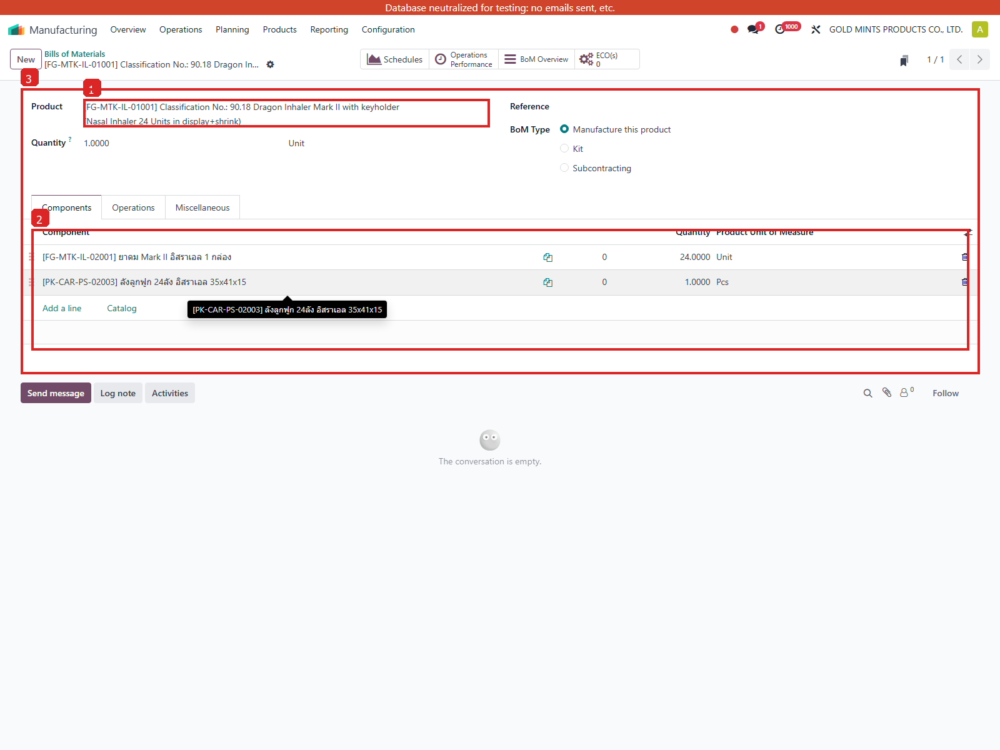 Database neutralized for testing: no emails sent, etc.
Manufacturing Overview Operations Planning Products Reporting Configuration 1 1000 GOLD MINTS PRODUCTS CO., LTD. A
New Bills of Materials
[FG-MTK-IL-01001] Classification No.: 90.18 Dragon In...
Schedules Operations Performance BoM Overview ECO(s) 0
1 / 1
3
1
Product [FG-MTK-IL-01001] Classification No.: 90.18 Dragon Inhaler Mark II with keyholder
(Nasal Inhaler 24 Units in display+shrink)
Quantity ? 1.0000 Unit
Reference
BoM Type Manufacture this product
Kit
Subcontracting
Components Operations Miscellaneous
2
Component Quantity Product Unit of Measure
[FG-MTK-IL-02001] ยาดม Mark II อิสราเอล 1 กล่อง 0 24.0000 Unit
[PK-CAR-PS-02003] ลังลูกฟูก 24ลัง อิสราเอล 35x41x15 0 1.0000 Pcs
Add a line Catalog
[PK-CAR-PS-02003] ลังลูกฟูก 24ลัง อิสราเอล 35x41x15
Send message Log note Activities 0 Follow
The conversation is empty.